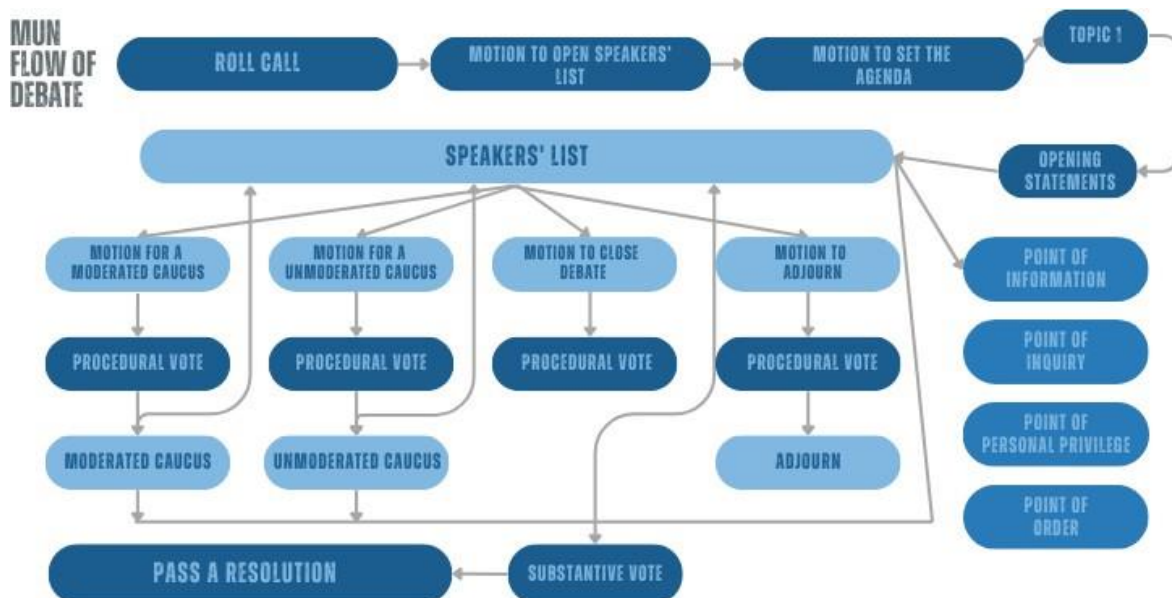 MUN
FLOW OF
DEBATE
ROLL CALL
MOTION TO OPEN SPEAKERS'
LIST
MOTION TO SET THE
AGENDA
TOPIC 1
SPEAKERS' LIST
OPENING
STATEMENTS
MOTION FOR A
MODERATED CAUCUS
MOTION FOR A
UNMODERATED CAUCUS
MOTION TO CLOSE
DEBATE
MOTION TO
ADJOURN
POINT OF
INFORMATION
PROCEDURAL VOTE
PROCEDURAL VOTE
PROCEDURAL VOTE
PROCEDURAL VOTE
POINT OF
INQUIRY
MODERATED CAUCUS
UNMODERATED CAUCUS
ADJOURN
POINT OF
PERSONAL PRIVILEGE
POINT OF
ORDER
PASS A RESOLUTION
SUBSTANTIVE VOTE